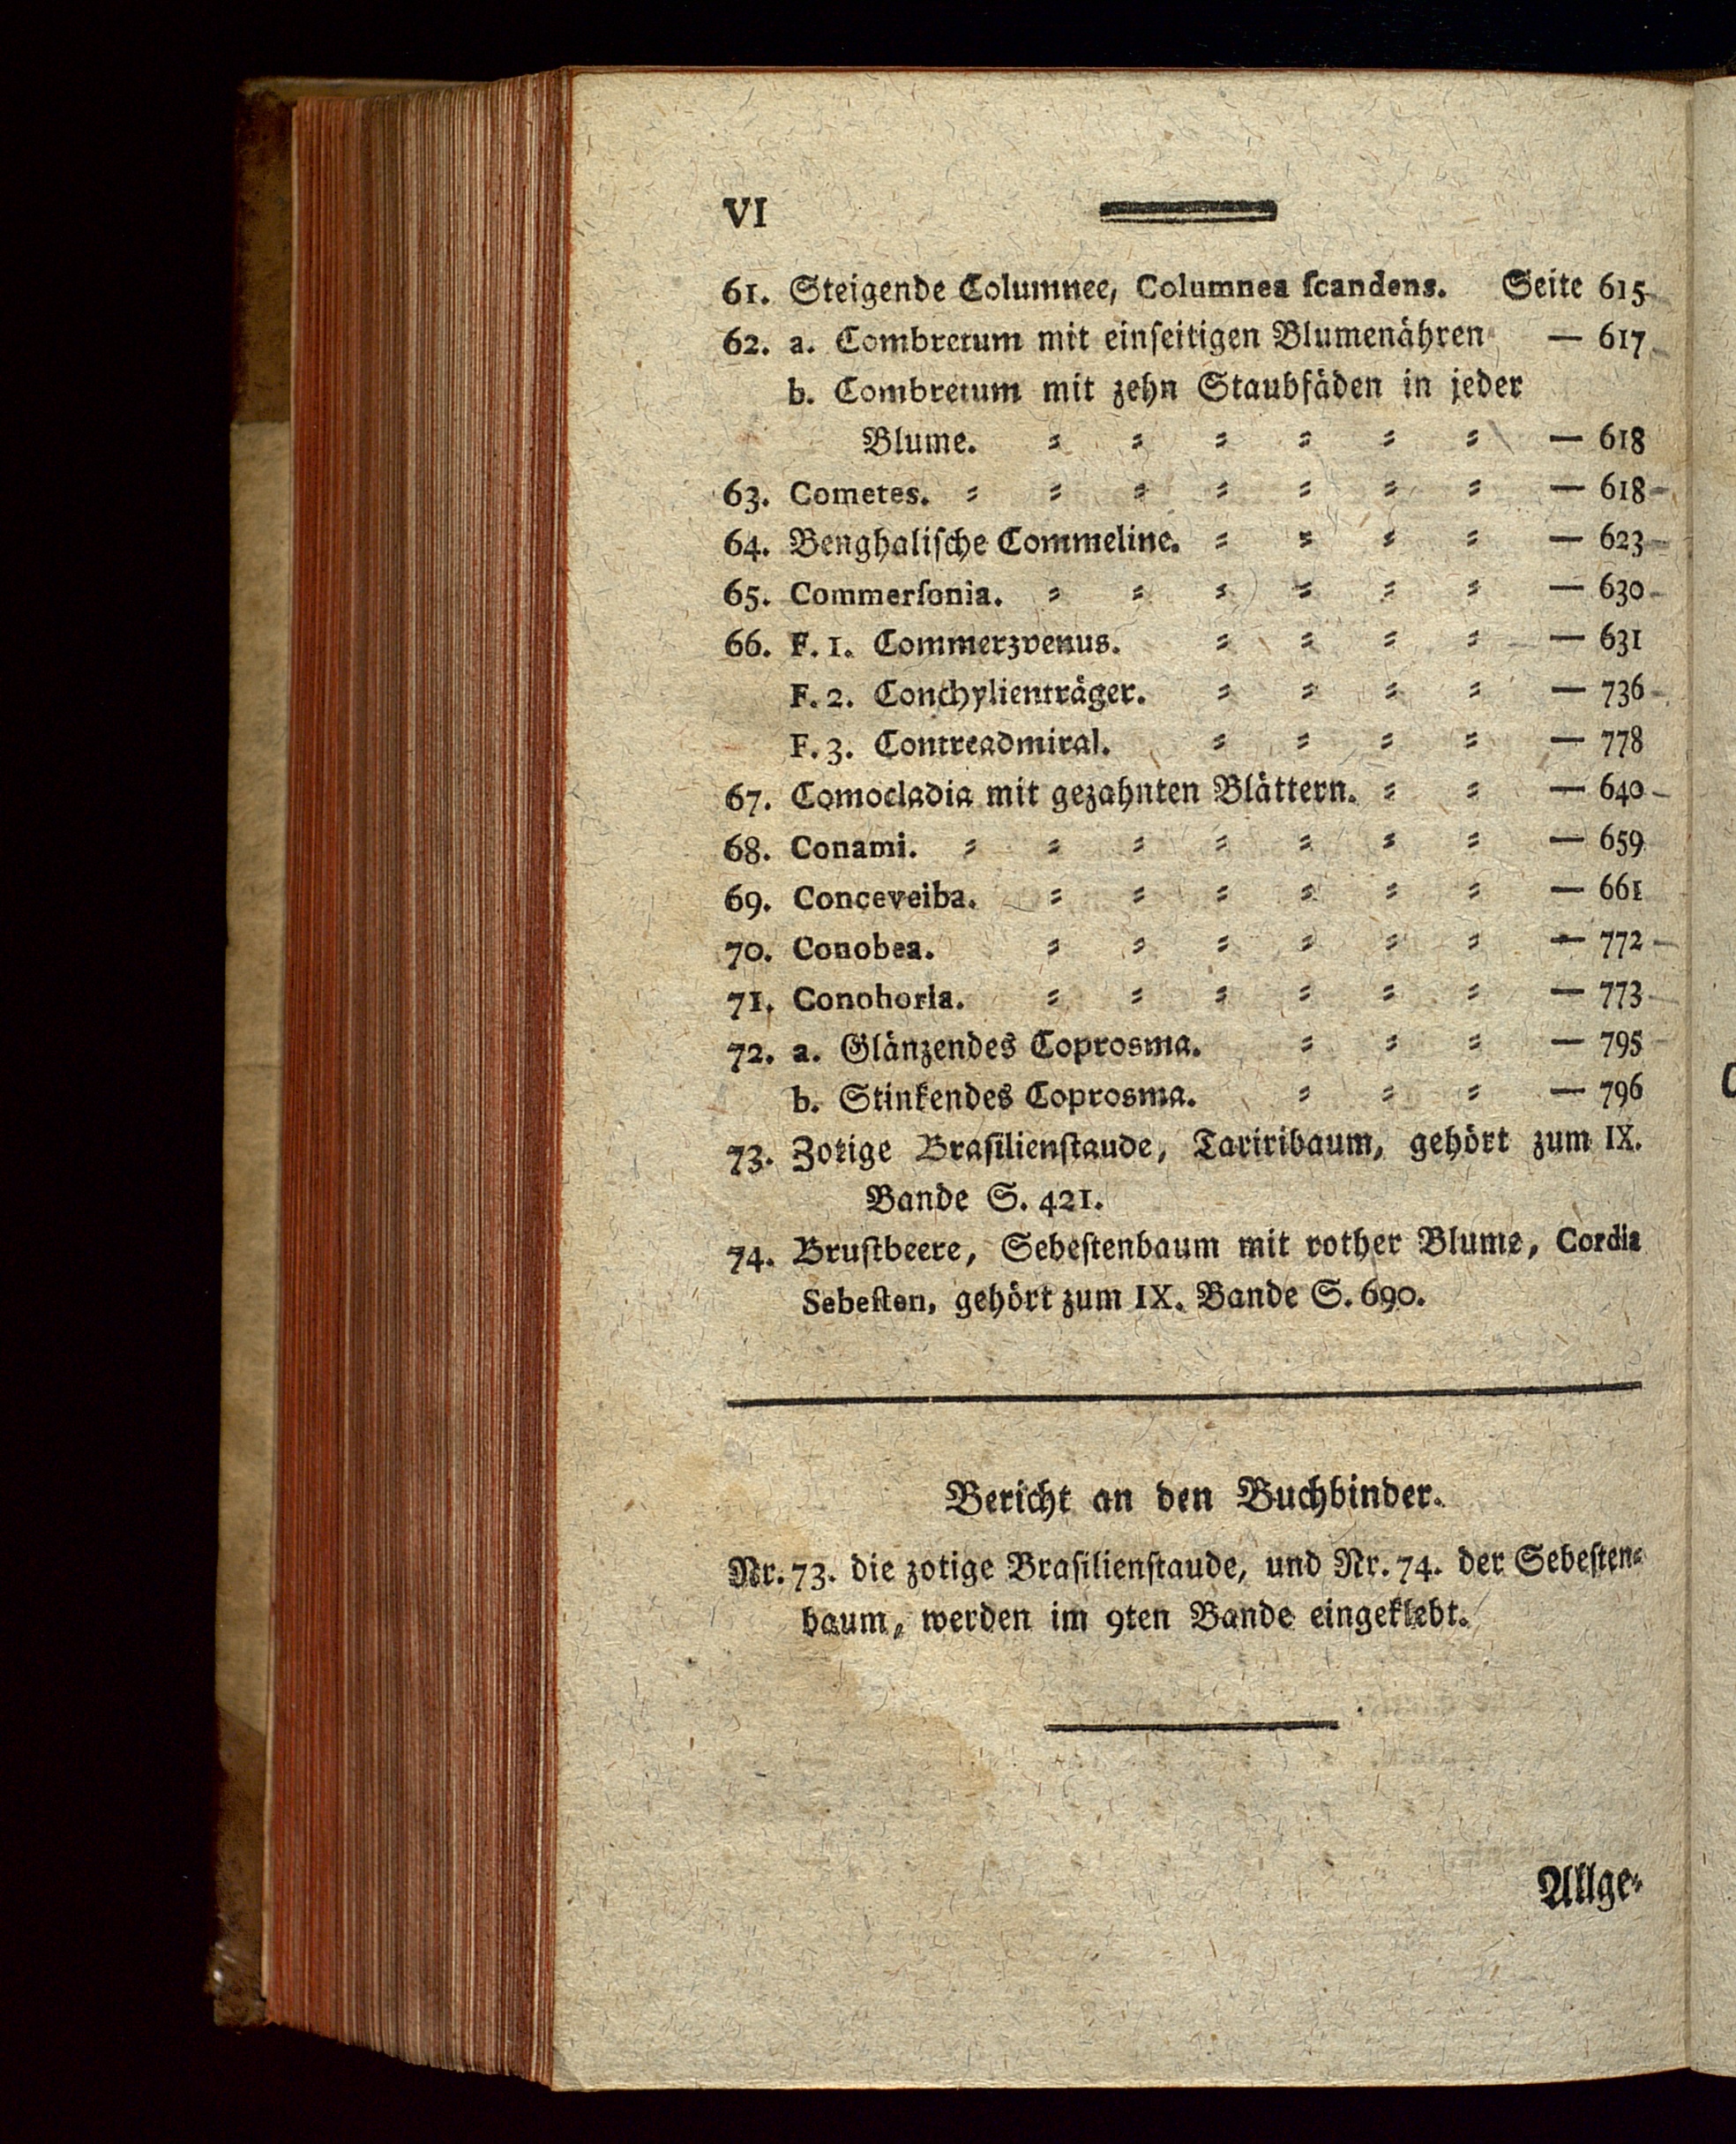 VI
61. Steigende Columnee, Columnea ſcandens. Seite 615
62. a. Combretum mit einſeitigen Blumenähren — 617
b. Combretum mit zehn Staubfäden in jeder
Blume. ⸗ ⸗ ⸗ ⸗ ⸗ ⸗ — 618
63. Cometes. ⸗ ⸗ ⸗ ⸗ ⸗ ⸗ ⸗ — 618
64. Benghaliſche Commeline. ⸗ ⸗ ⸗ ⸗ — 623
65. Commerſonia. ⸗ ⸗ ⸗ ⸗ ⸗ ⸗ — 630
66. F. 1. Commerzvenus. ⸗ ⸗ ⸗ ⸗ — 631
F. 2. Conchylienträger. ⸗ ⸗ ⸗ ⸗ — 736
F. 3. Contreadmiral. ⸗ ⸗ ⸗ ⸗ — 778
67. Comocladia mit gezahnten Blättern. ⸗ ⸗ — 640
68. Conami. ⸗ ⸗ ⸗ ⸗ ⸗ ⸗ ⸗ — 659
69. Conceveiba. ⸗ ⸗ ⸗ ⸗ ⸗ ⸗ — 661
70. Conobea. ⸗ ⸗ ⸗ ⸗ ⸗ ⸗ — 772
71. Conohoria. ⸗ ⸗ ⸗ ⸗ ⸗ ⸗ — 773
72. a. Glänzendes Coprosma. ⸗ ⸗ ⸗ — 795
b. Stinkendes Coprosma. ⸗ ⸗ ⸗ — 796
73. Zotige Braſilienſtaude, Tariribaum, gehört zum IX.
Bande S. 421.
74. Bruſtbeere, Sebeſtenbaum mit rother Blume, Cordia
Sebeſten, gehört zum IX. Bande S. 690.
Bericht an den Buchbinder.
Nr. 73. die zotige Braſilienſtaude, und Nr. 74. der Sebeſten⸗
baum, werden im 9ten Bande eingeklebt.
Allge⸗